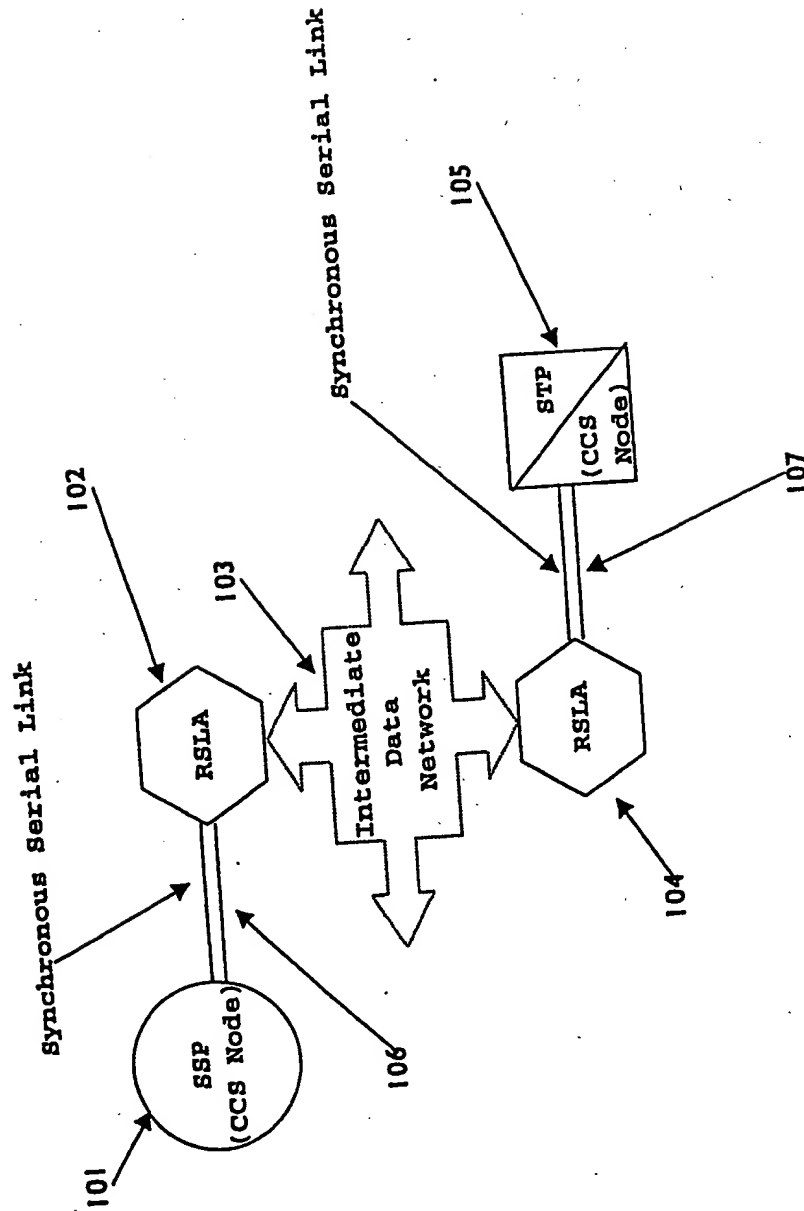 Synchronous Serial Link
102
RSLA
101
SSP
(CCS Node)
106
103
Intermediate
Data
Network
Synchronous Serial Link
105
STP
(CCS
Node)
RSLA
104
107